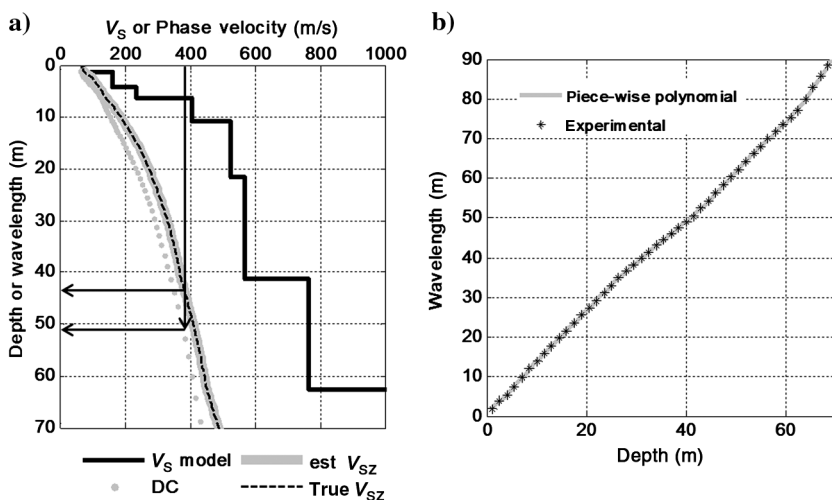 a)
V_S or Phase velocity (m/s)
0 200 400 600 800 1000
Depth or wavelength (m)
0
10
20
30
40
50
60
70
V_S model
est V_SZ
DC
True V_SZ
b)
Wavelength (m)
90
80
70
60
50
40
30
20
10
0
Piece-wise polynomial
Experimental
0 20 40 60
Depth (m)